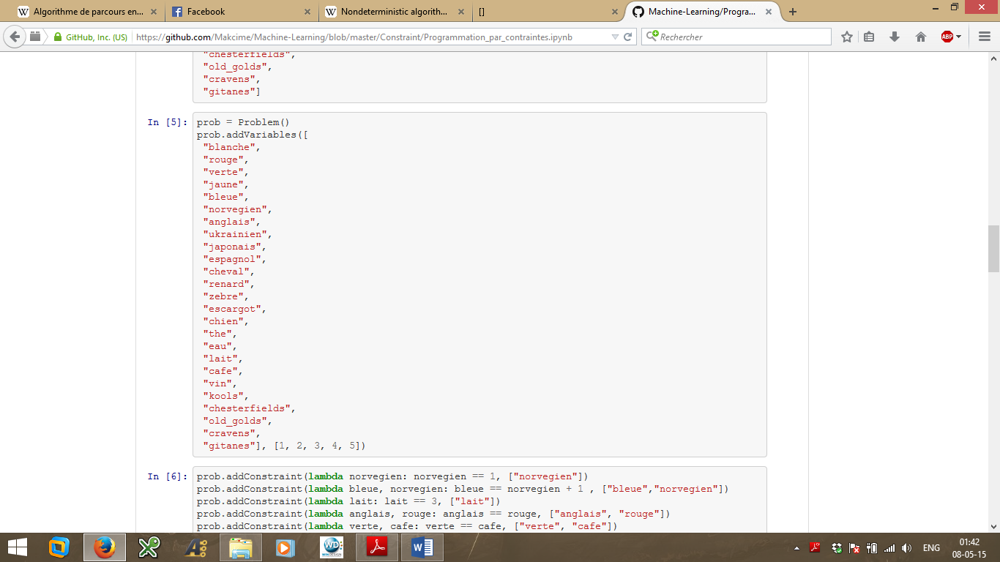 Algorithme de parcours en...
Facebook
Nondeterministic algorith...
[]
Machine-Learning/Progra...
GitHub, Inc. (US)
https://github.com/Makcime/Machine-Learning/blob/master/Constraint/Programmation_par_contraintes.ipynb
Rechercher
ABP
"chesterfields",
"old_golds",
"cravens",
"gitanes"]
In [5]:
prob = Problem()
prob.addVariables([
"blanche",
"rouge",
"verte",
"jaune",
"bleue",
"norvegien",
"anglais",
"ukrainien",
"japonais",
"espagnol",
"cheval",
"renard",
"zebre",
"escargot",
"chien",
"the",
"eau",
"lait",
"cafe",
"vin",
"kools",
"chesterfields",
"old_golds",
"cravens",
"gitanes"], [1, 2, 3, 4, 5])
In [6]:
prob.addConstraint(lambda norvegien: norvegien == 1, ["norvegien"])
prob.addConstraint(lambda bleue, norvegien: bleue == norvegien + 1 , ["bleue","norvegien"])
prob.addConstraint(lambda lait: lait == 3, ["lait"])
prob.addConstraint(lambda anglais, rouge: anglais == rouge, ["anglais", "rouge"])
prob.addConstraint(lambda verte, cafe: verte == cafe, ["verte", "cafe"])
ENG
01:42
08-05-15